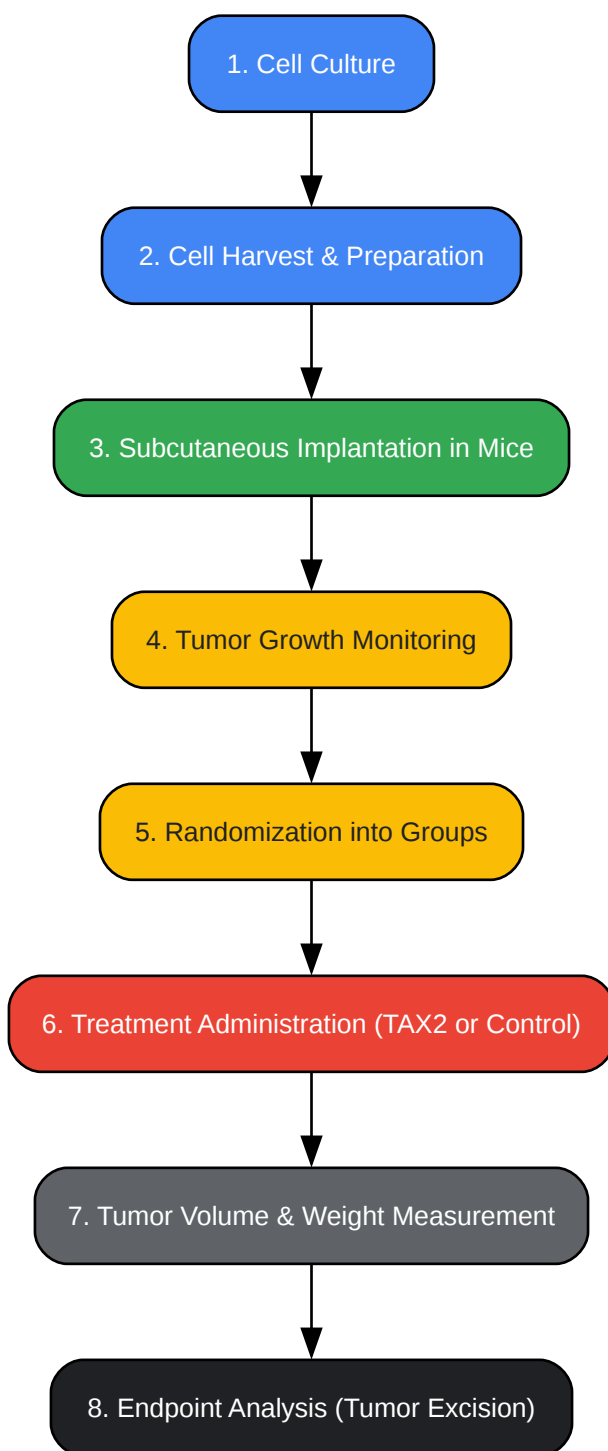 1. Cell Culture
2. Cell Harvest & Preparation
3. Subcutaneous Implantation in Mice
4. Tumor Growth Monitoring
5. Randomization into Groups
6. Treatment Administration (TAX2 or Control)
7. Tumor Volume & Weight Measurement
8. Endpoint Analysis (Tumor Excision)